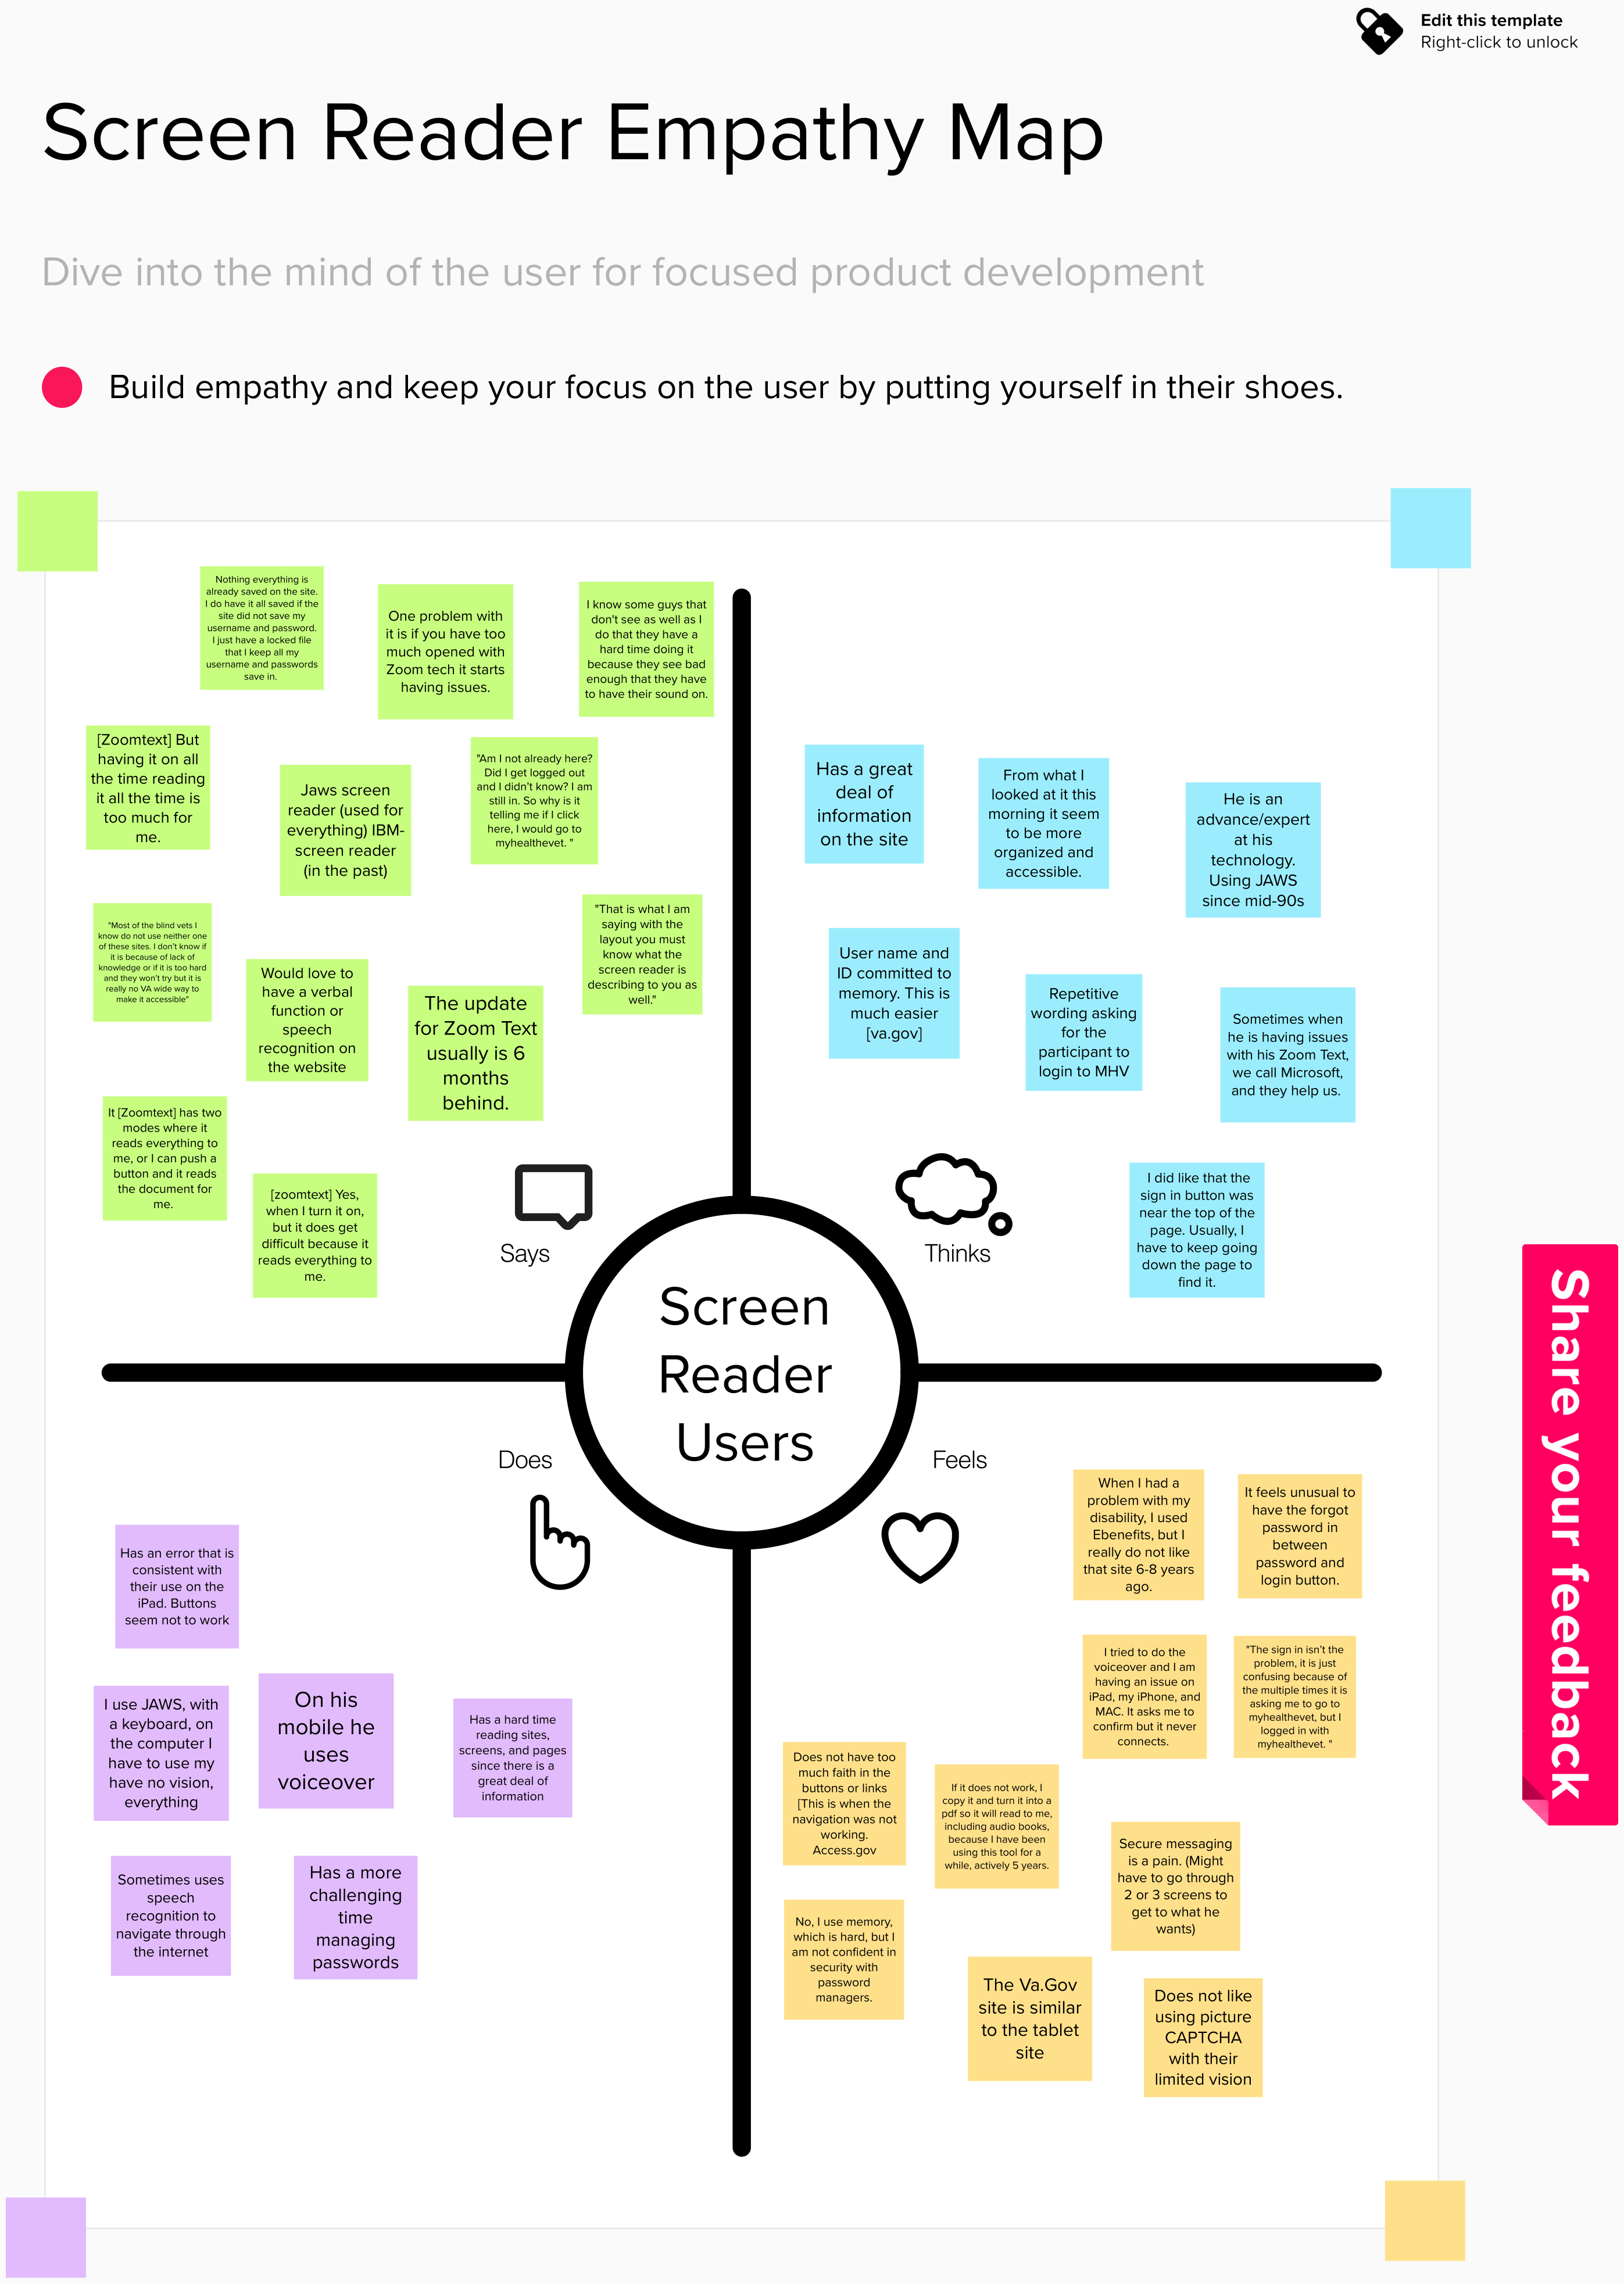 Edit this template
Right-click to unlock
Screen Reader Empathy Map
Dive into the mind of the user for focused product development
Build empathy and keep your focus on the user by putting yourself in their shoes.
Nothing everything is
already saved on the site.
I do have it all saved if the
site did not save my
username and password.
I just have a locked file
that I keep all my
username and passwords
save in.
One problem with
it is if you have too
much opened with
Zoom tech it starts
having issues.
I know some guys that
don't see as well as I
do that they have a
hard time doing it
because they see bad
enough that they have
to have their sound on.
[Zoomtext] But
having it on all
the time reading
it all the time is
too much for
me.
Jaws screen
reader (used for
everything) IBM-
screen reader
(in the past)
"Am I not already here?
Did I get logged out
and I didn't know? I am
still in. So why is it
telling me if I click
here, I would go to
myhealthevet. "
"Most of the blind vets I
know do not use neither one
of these sites. I don't know if
it is because of lack of
knowledge or if it is too hard
and they won't try but it is
really no VA wide way to
make it accessible"
Would love to
have a verbal
function or
speech
recognition on
the website
The update
for Zoom Text
usually is 6
months
behind.
"That is what I am
saying with the
layout you must
know what the
screen reader is
describing to you as
well."
It [Zoomtext] has two
modes where it
reads everything to
me, or I can push a
button and it reads
the document for
me.
[zoomtext] Yes,
when I turn it on,
but it does get
difficult because it
reads everything to
me.
Says
Has a great
deal of
information
on the site
From what I
looked at it this
morning it seem
to be more
organized and
accessible.
He is an
advance/expert
at his
technology.
Using JAWS
since mid-90s
User name and
ID committed to
memory. This is
much easier
[va.gov]
Repetitive
wording asking
for the
participant to
login to MHV
Sometimes when
he is having issues
with his Zoom Text,
we call Microsoft,
and they help us.
I did like that the
sign in button was
near the top of the
page. Usually, I
have to keep going
down the page to
find it.
Thinks
Screen
Reader
Users
Does
Has an error that is
consistent with
their use on the
iPad. Buttons
seem not to work
I use JAWS, with
a keyboard, on
the computer I
have to use my
have no vision,
everything
On his
mobile he
uses
voiceover
Has a hard time
reading sites,
screens, and pages
since there is a
great deal of
information
Sometimes uses
speech
recognition to
navigate through
the internet
Has a more
challenging
time
managing
passwords
Feels
When I had a
problem with my
disability, I used
Ebenefits, but I
really do not like
that site 6-8 years
ago.
It feels unusual to
have the forgot
password in
between
password and
login button.
I tried to do the
voiceover and I am
having an issue on
iPad, my iPhone, and
MAC. It asks me to
confirm but it never
connects.
"The sign in isn't the
problem, it is just
confusing because of
the multiple times it is
asking me to go to
myhealthevet, but I
logged in with
myhealthevet. "
Does not have too
much faith in the
buttons or links
[This is when the
navigation was not
working.
Access.gov
If it does not work, I
copy it and turn it into a
pdf so it will read to me,
including audio books,
because I have been
using this tool for a
while, actively 5 years.
Secure messaging
is a pain. (Might
have to go through
2 or 3 screens to
get to what he
wants)
No, I use memory,
which is hard, but I
am not confident in
security with
password
managers.
The Va.Gov
site is similar
to the tablet
site
Does not like
using picture
CAPTCHA
with their
limited vision
Share your feedback